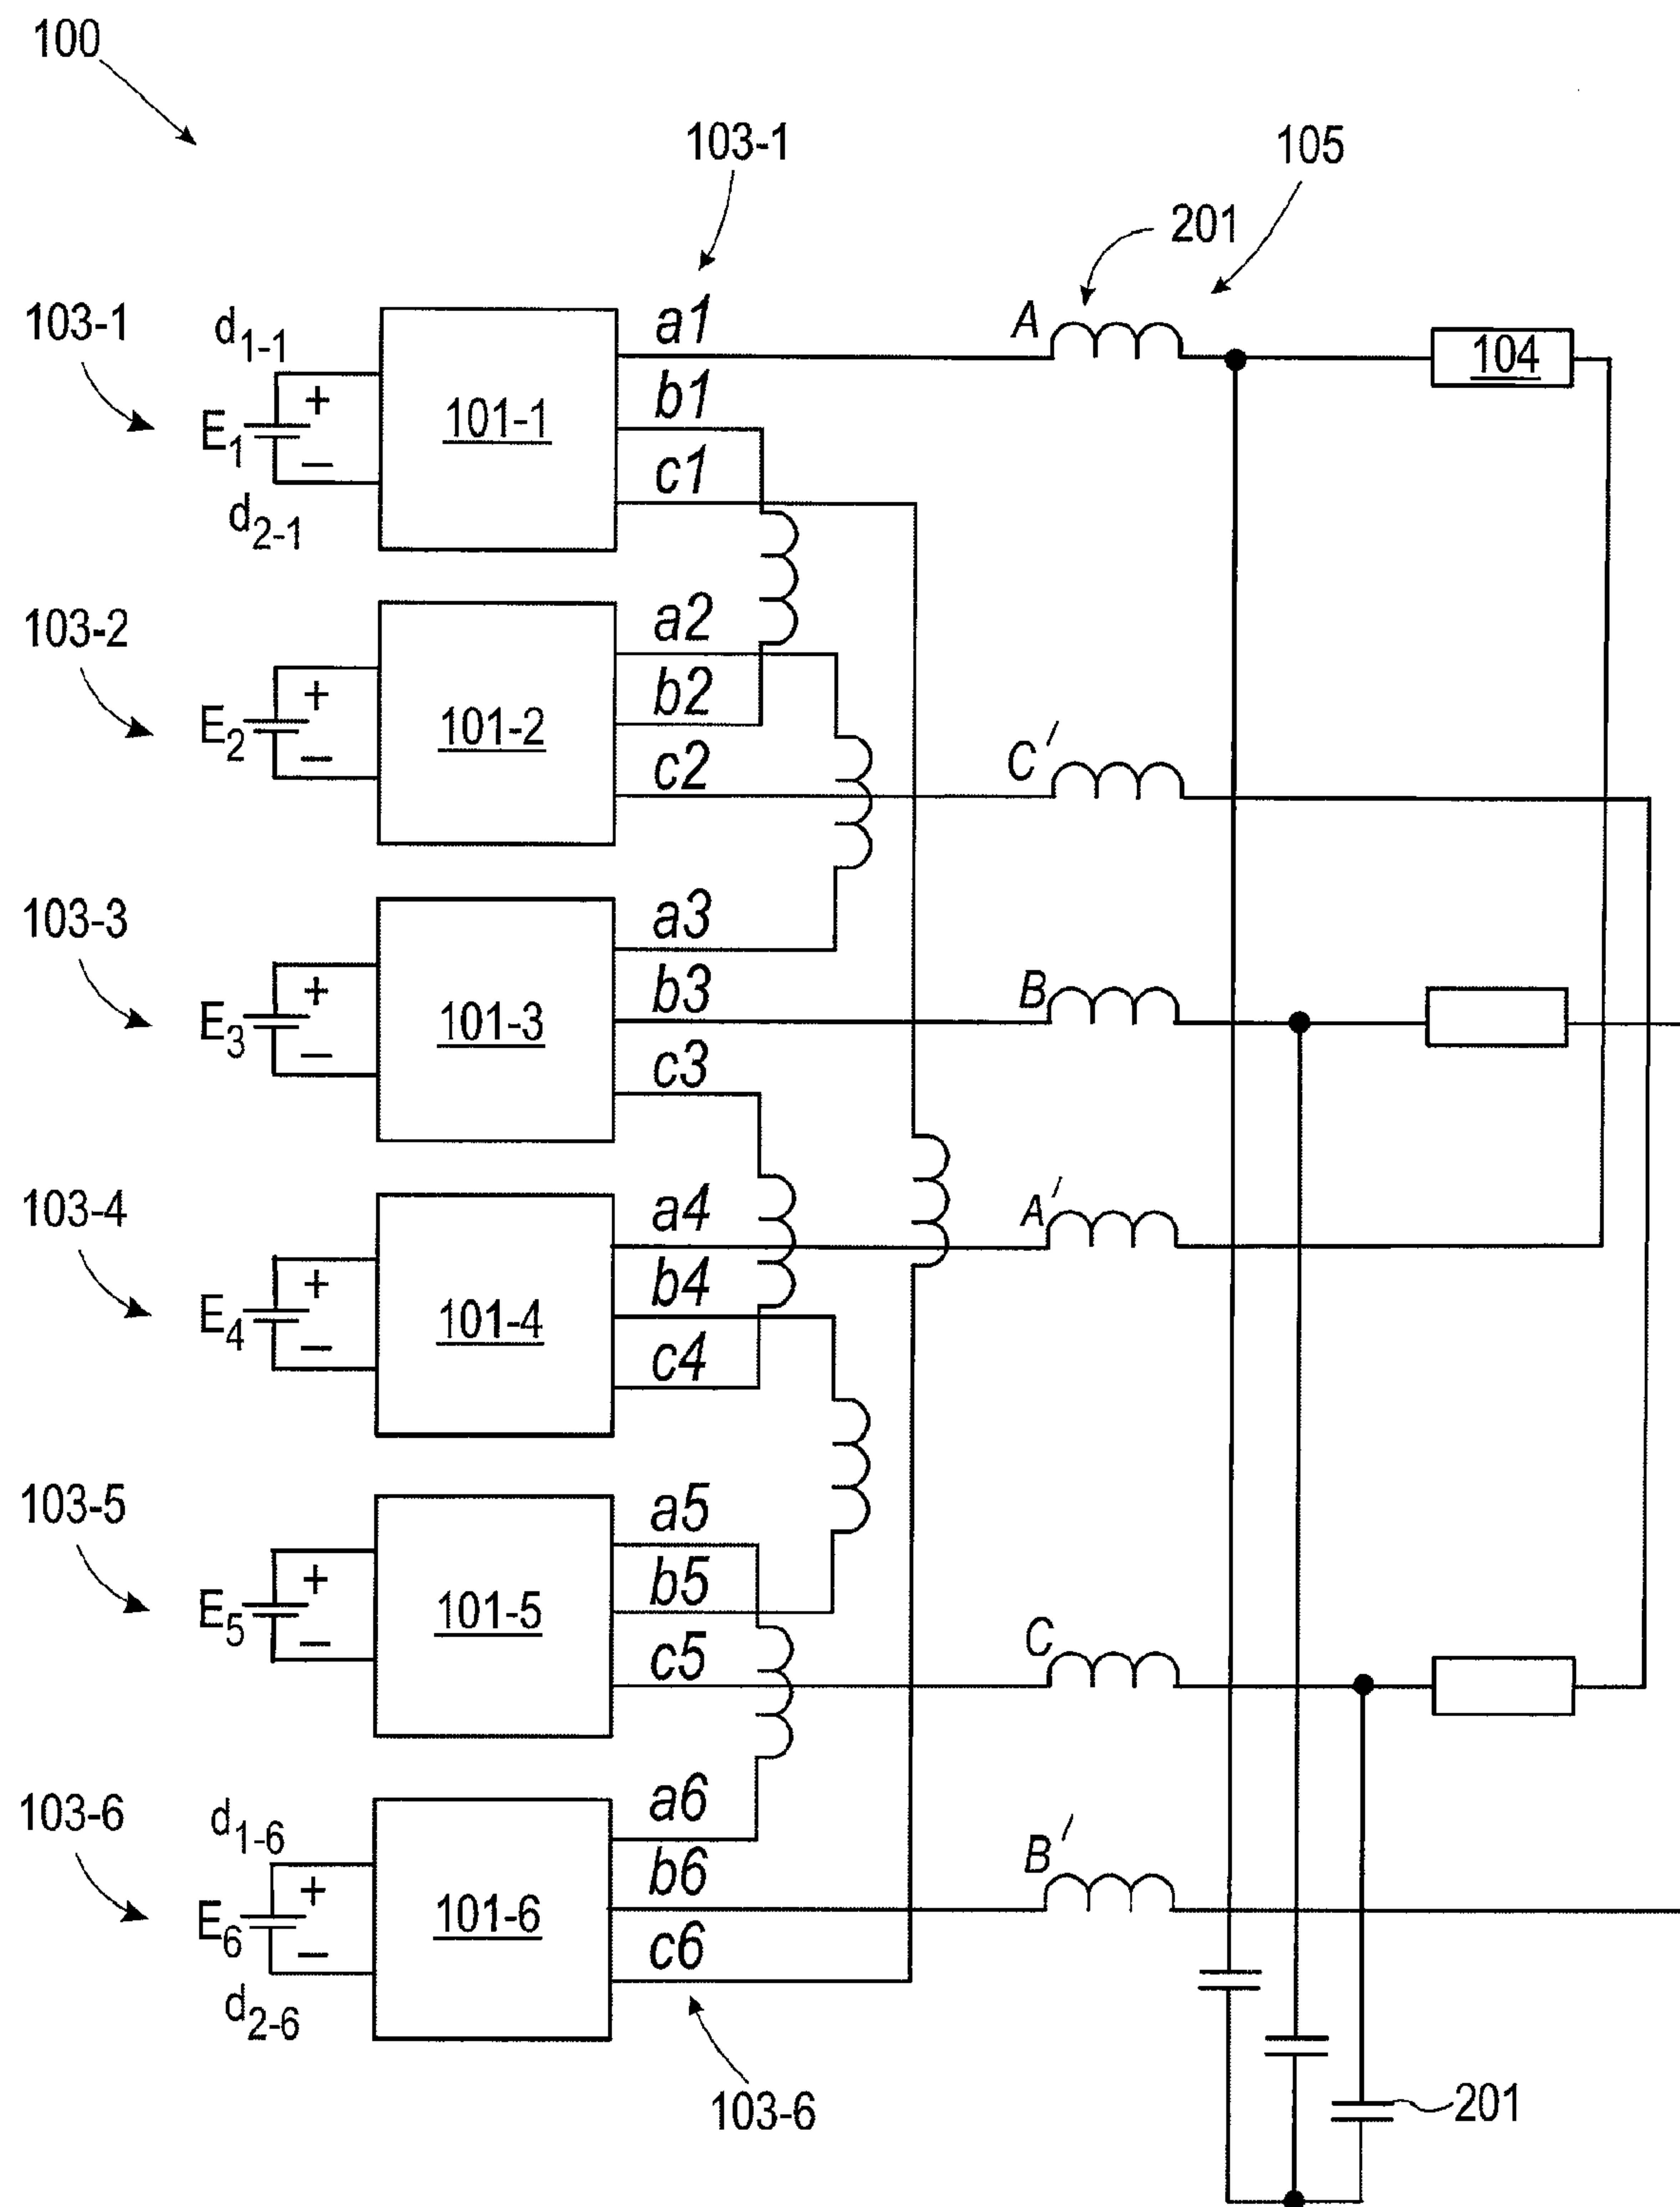 100
103-1
105
201
103-1
d1-1
E1
+
−
d2-1
101-1
a1
b1
c1
A
104
103-2
E2
+
−
101-2
a2
b2
c2
C′
103-3
E3
+
−
101-3
a3
b3
c3
B
103-4
E4
+
−
101-4
a4
b4
c4
A′
103-5
E5
+
−
101-5
a5
b5
c5
C
103-6
d1-6
E6
+
−
d2-6
101-6
a6
b6
c6
B′
103-6
201